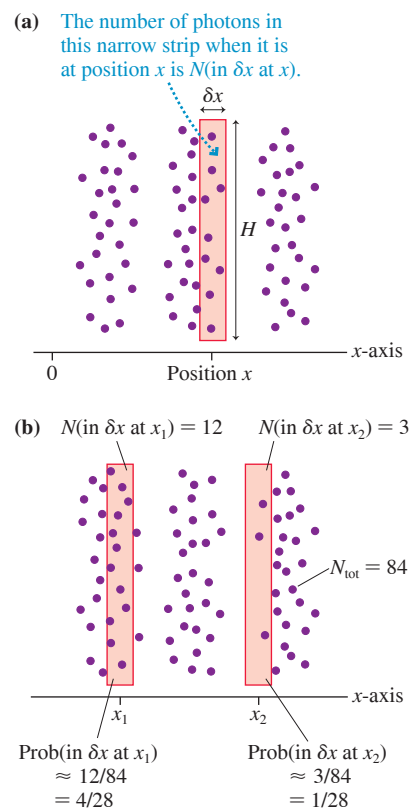 (a) The number of photons in
this narrow strip when it is
at position x is N(in δx at x).
δx
H
x-axis
0
Position x
(b) N(in δx at x₁) = 12
N(in δx at x₂) = 3
Nₜₒₜ = 84
x-axis
x₁
x₂
Prob(in δx at x₁)
≈ 12/84
= 4/28
Prob(in δx at x₂)
≈ 3/84
= 1/28